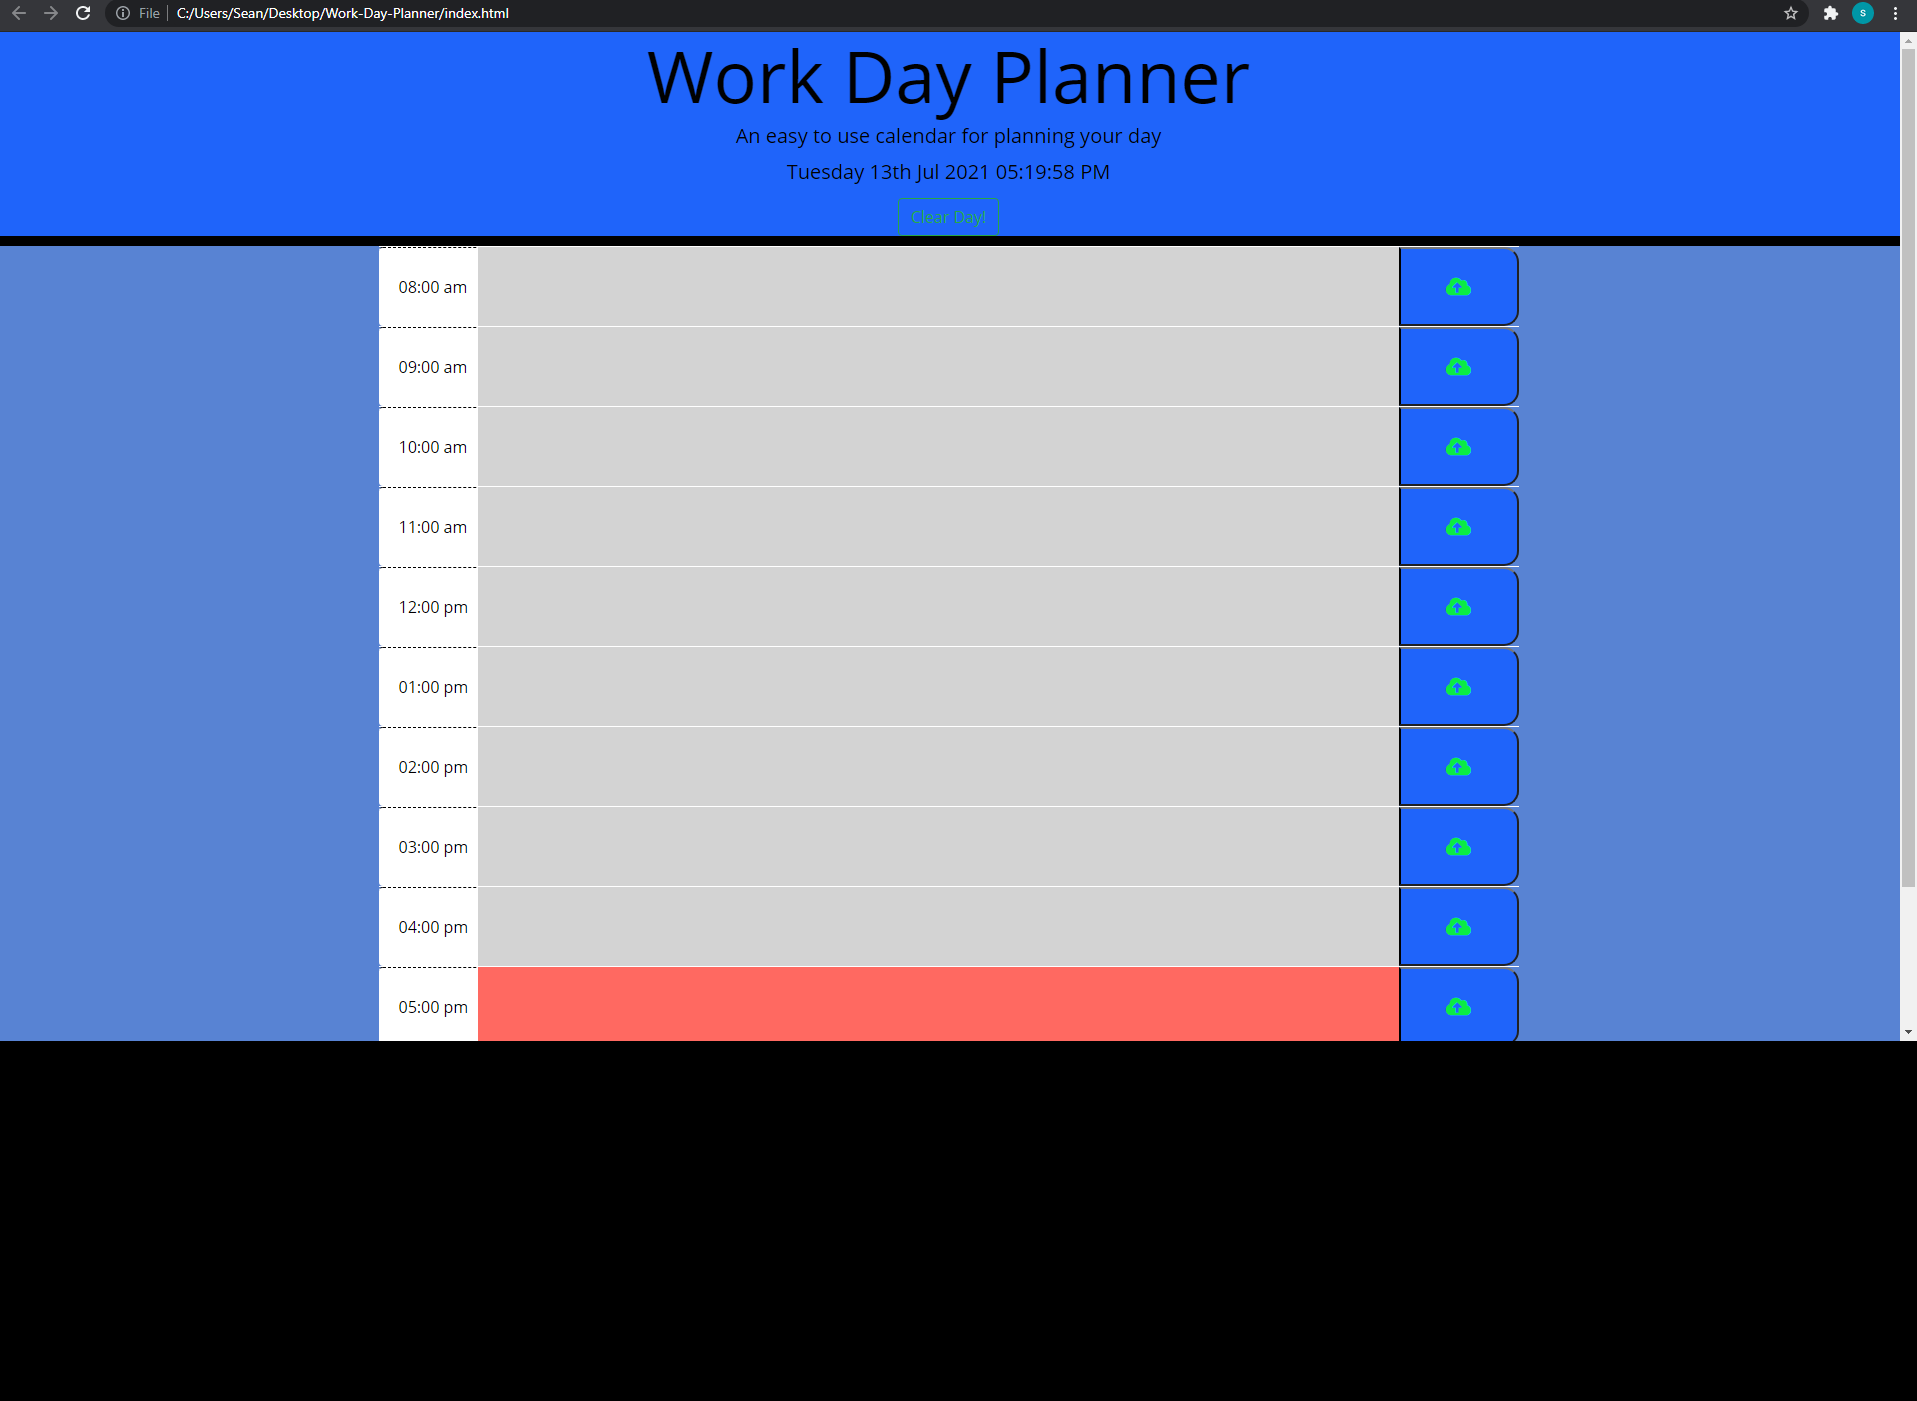 File C:/Users/Sean/Desktop/Work-Day-Planner/index.html
S
Work Day Planner
An easy to use calendar for planning your day
Tuesday 13th Jul 2021 05:19:58 PM
Clear Day!
08:00 am
09:00 am
10:00 am
11:00 am
12:00 pm
01:00 pm
02:00 pm
03:00 pm
04:00 pm
05:00 pm